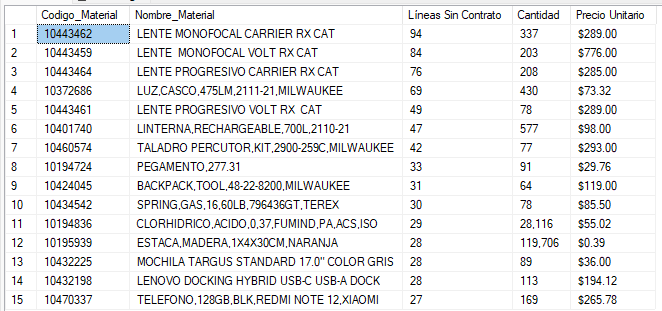 Codigo_Material Nombre_Material Líneas Sin Contrato Cantidad Precio Unitario
1 10443462 LENTE MONOFOCAL CARRIER RX CAT 94 337 $289.00
2 10443459 LENTE MONOFOCAL VOLT RX CAT 84 203 $776.00
3 10443464 LENTE PROGRESIVO CARRIER RX CAT 76 208 $285.00
4 10372686 LUZ,CASCO,475LM,2111-21,MILWAUKEE 69 430 $73.32
5 10443461 LENTE PROGRESIVO VOLT RX CAT 49 78 $289.00
6 10401740 LINTERNA,RECHARGEABLE,700L,2110-21 47 577 $98.00
7 10460574 TALADRO PERCUTOR,KIT,2900-259C,MILWAUKEE 42 77 $293.00
8 10194724 PEGAMENTO,277.31 33 91 $29.76
9 10424045 BACKPACK,TOOL,48-22-8200,MILWAUKEE 31 64 $119.00
10 10434542 SPRING,GAS,16,60LB,796436GT,TEREX 30 78 $85.50
11 10194836 CLORHIDRICO,ACIDO,0,37,FUMIND,PA,ACS,ISO 29 28,116 $55.02
12 10195939 ESTACA,MADERA,1X4X30CM,NARANJA 28 119,706 $0.39
13 10432225 MOCHILA TARGUS STANDARD 17.0" COLOR GRIS 28 89 $36.00
14 10432198 LENOVO DOCKING HYBRID USB-C USB-A DOCK 28 113 $194.12
15 10470337 TELEFONO,128GB,BLK,REDMI NOTE 12,XIAOMI 27 169 $265.78